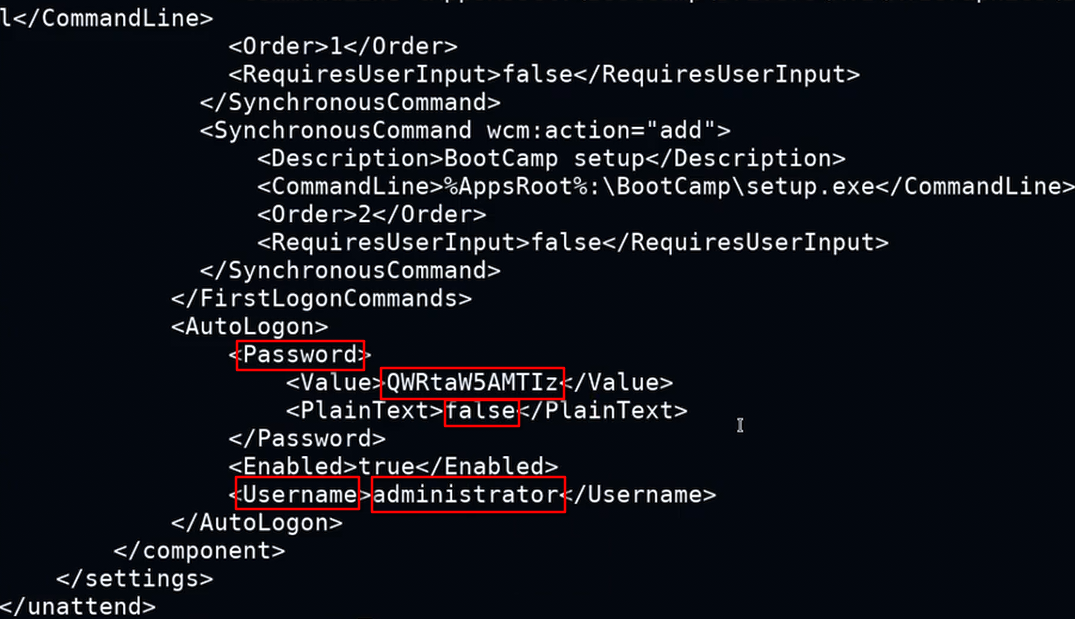 l</CommandLine>
<Order>1</Order>
<RequiresUserInput>false</RequiresUserInput>
</SynchronousCommand>
<SynchronousCommand wcm:action="add">
<Description>BootCamp setup</Description>
<CommandLine>%AppsRoot%:\BootCamp\setup.exe</CommandLine>
<Order>2</Order>
<RequiresUserInput>false</RequiresUserInput>
</SynchronousCommand>
</FirstLogonCommands>
<AutoLogon>
<Password>
<Value>QWRtaW5AMTIz</Value>
<PlainText>false</PlainText>
</Password>
<Enabled>true</Enabled>
<Username>administrator</Username>
</AutoLogon>
</component>
</settings>
</unattend>